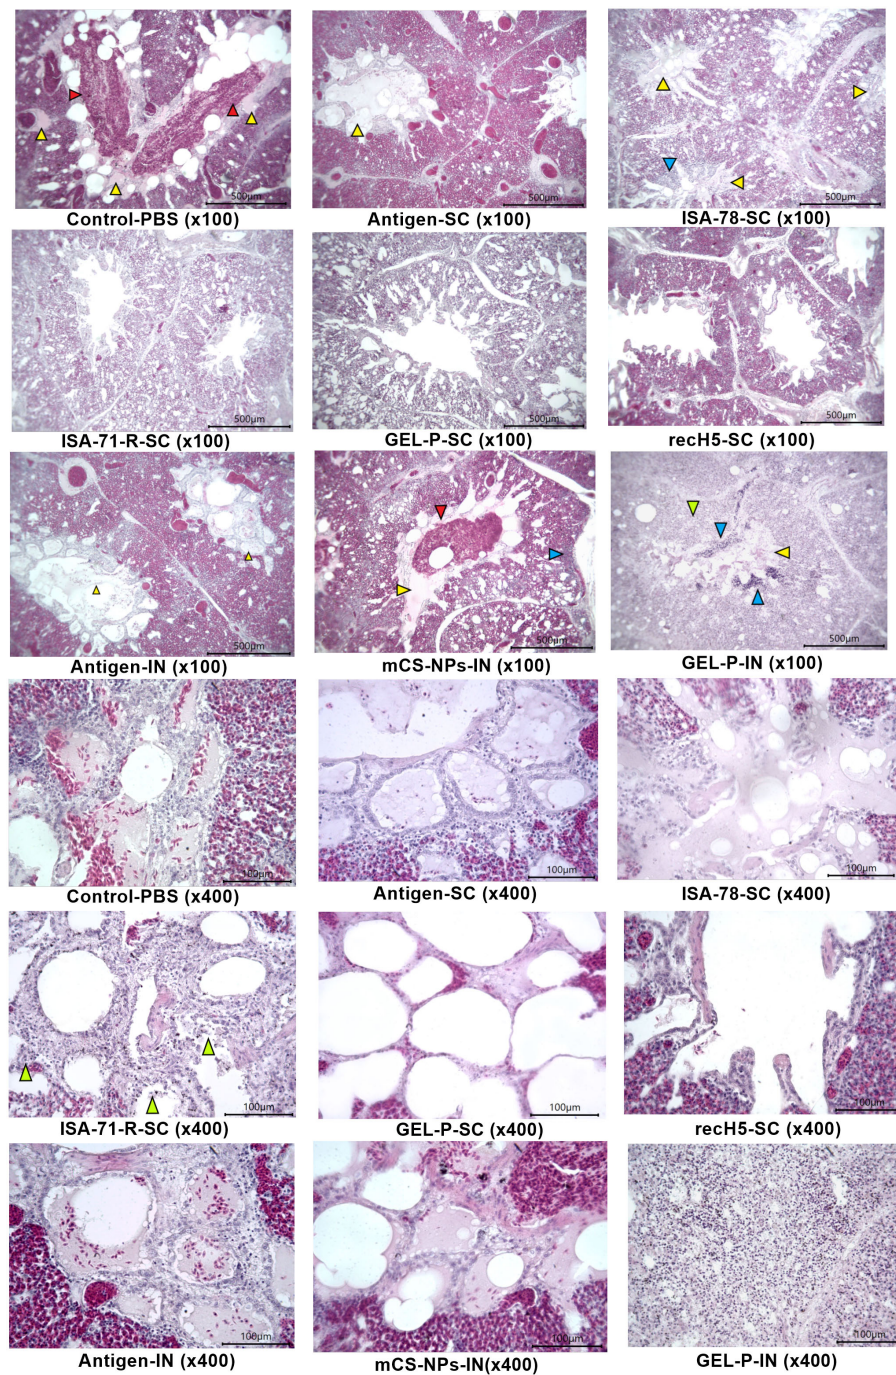 500µm 500µm 500µm
Control-PBS (x100) Antigen-SC (x100) ISA-78-SC (x100)
500µm 500µm 500µm
ISA-71-R-SC (x100) GEL-P-SC (x100) recH5-SC (x100)
500µm 500µm 500µm
Antigen-IN (x100) mCS-NPs-IN (x100) GEL-P-IN (x100)
100µm 100µm 100µm
Control-PBS (x400) Antigen-SC (x400) ISA-78-SC (x400)
100µm 100µm 100µm
ISA-71-R-SC (x400) GEL-P-SC (x400) recH5-SC (x400)
100µm 100µm 100µm
Antigen-IN (x400) mCS-NPs-IN(x400) GEL-P-IN (x400)